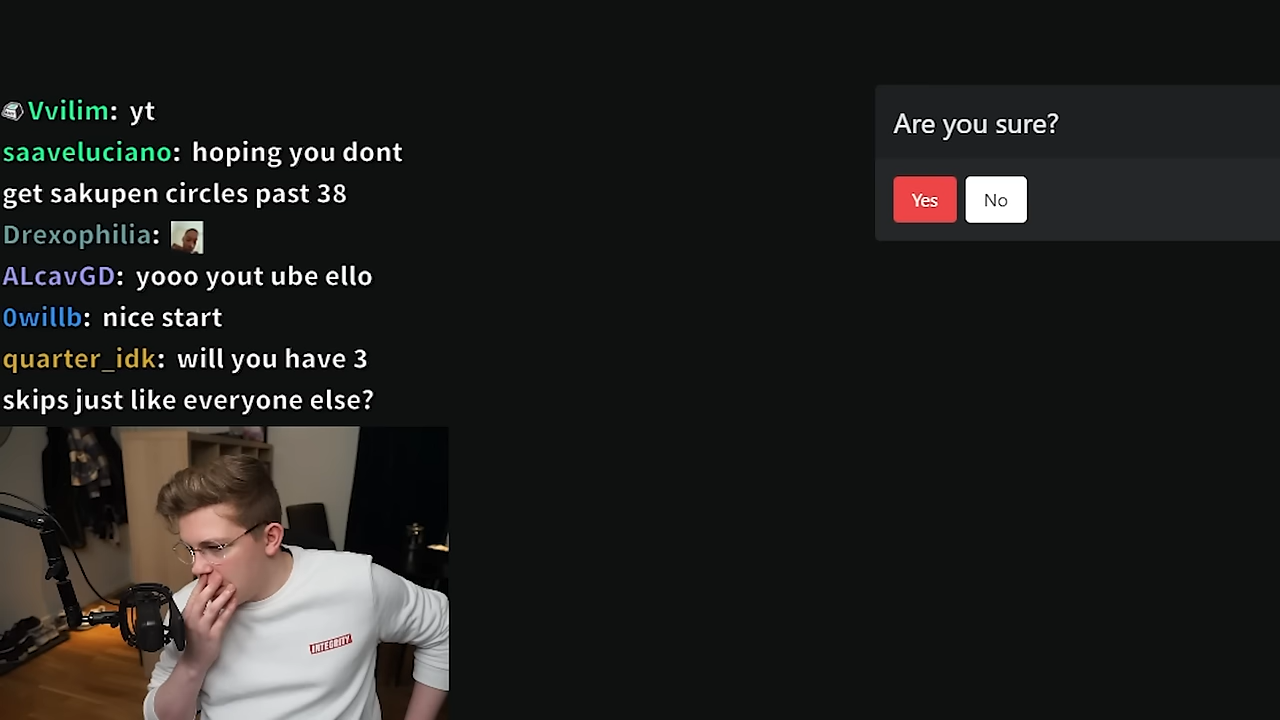 Vvilim: yt
saaveluciano: hoping you dont
get sakupen circles past 38
Drexophilia:
ALcavGD: yooo yout ube ello
0willb: nice start
quarter_idk: will you have 3
skips just like everyone else?
Are you sure?
Yes No
INTEGRITY